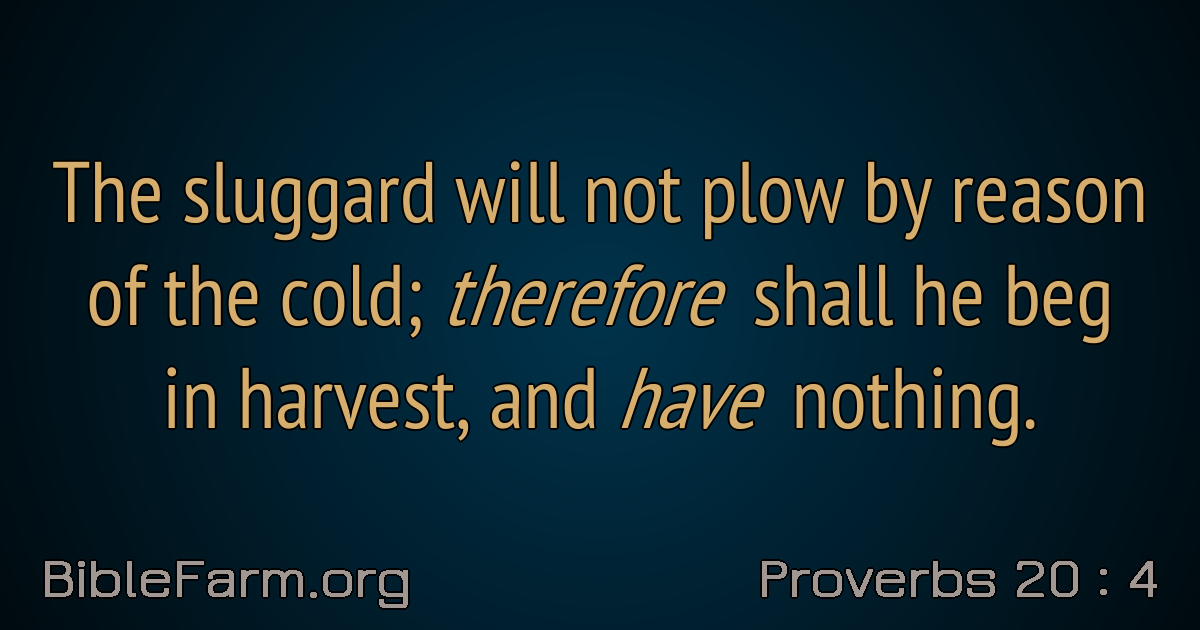 The sluggard will not plow by reason
of the cold; therefore shall he beg
in harvest, and have nothing.
BibleFarm.org
Proverbs 20 : 4